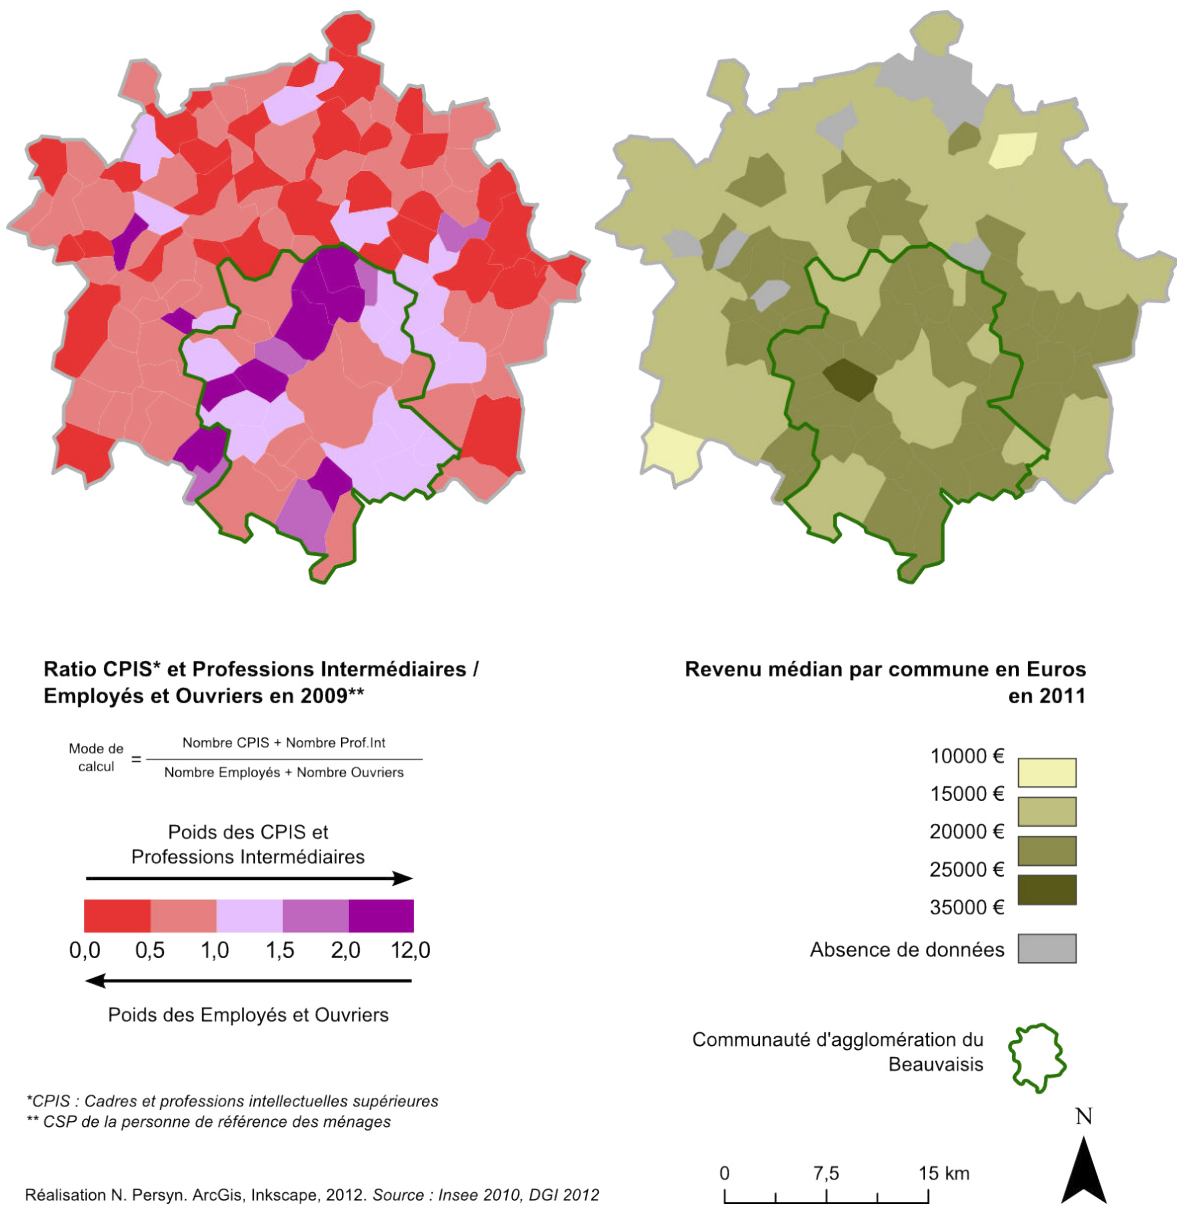 Ratio CPIS* et Professions Intermédiaires /
Employés et Ouvriers en 2009**
Mode de
calcul
=
Nombre CPIS + Nombre Prof.Int
Nombre Employés + Nombre Ouvriers
Poids des CPIS et
Professions Intermédiaires
0,0 0,5 1,0 1,5 2,0 12,0
Poids des Employés et Ouvriers
*CPIS : Cadres et professions intellectuelles supérieures
** CSP de la personne de référence des ménages
Réalisation N. Persyn. ArcGis, Inkscape, 2012. Source : Insee 2010, DGI 2012
Revenu médian par commune en Euros
en 2011
10000 €
15000 €
20000 €
25000 €
35000 €
Absence de données
Communauté d'agglomération du
Beauvaisis
N
0 7,5 15 km